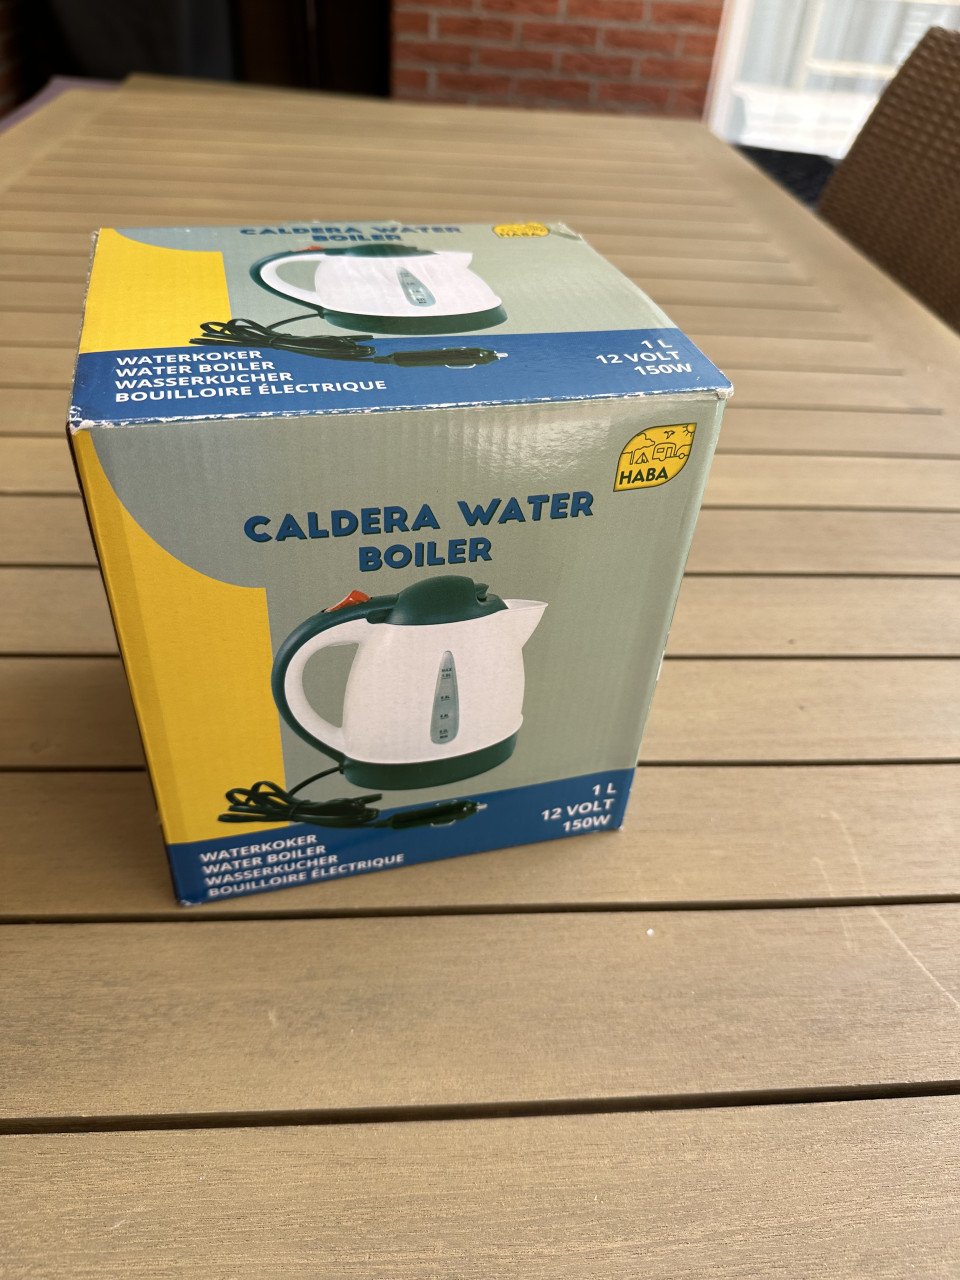 CALDERA WATER
BOILER
HABA
WATERKOKER
WATER BOILER
WASSERKUCHER
BOUILLOIRE ÉLECTRIQUE
1 L
12 VOLT
150W
HABA
CALDERA WATER
BOILER
MAX
1 L
12 VOLT
150W
WATERKOKER
WATER BOILER
WASSERKUCHER
BOUILLOIRE ÉLECTRIQUE